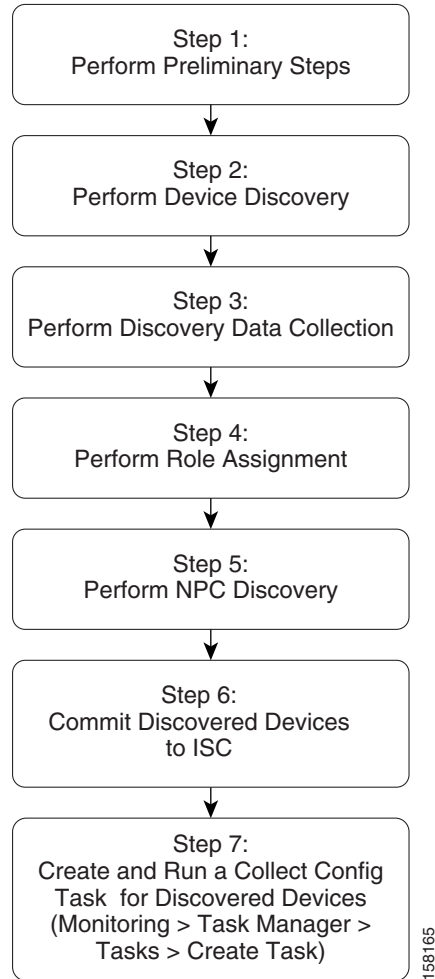 Step 1:
Perform Preliminary Steps
Step 2:
Perform Device Discovery
Step 3:
Perform Discovery Data Collection
Step 4:
Perform Role Assignment
Step 5:
Perform NPC Discovery
Step 6:
Commit Discovered Devices
to ISC
Step 7:
Create and Run a Collect Config
Task for Discovered Devices
(Monitoring > Task Manager >
Tasks > Create Task)
158165